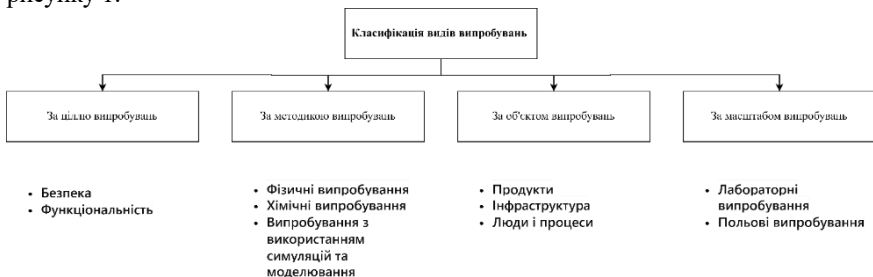 рисунку 1.
Класифікація видів випробувань
За ціллю випробувань
За методикою випробувань
За об'єктом випробувань
За масштабом випробувань
• Безпека
• Функціональність
• Фізичні випробування
• Хімічні випробування
• Випробування з
використанням
симуляцій та
моделювання
• Продукти
• Інфраструктура
• Люди і процеси
• Лабораторні
випробування
• Польові випробування